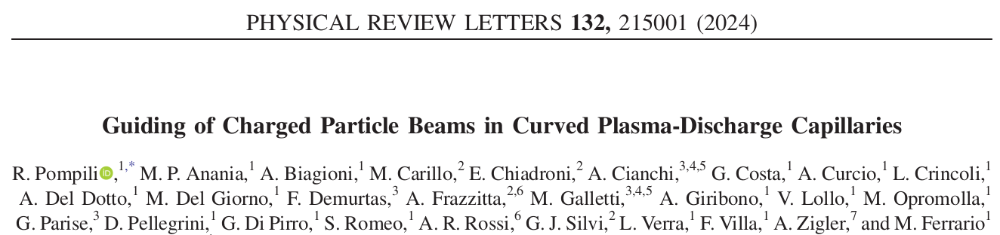 PHYSICAL REVIEW LETTERS 132, 215001 (2024)
Guiding of Charged Particle Beams in Curved Plasma-Discharge Capillaries
R. Pompili iD,1,* M. P. Anania,1 A. Biagioni,1 M. Carillo,2 E. Chiadroni,2 A. Cianchi,3,4,5 G. Costa,1 A. Curcio,1 L. Crincoli,1
A. Del Dotto,1 M. Del Giorno,1 F. Demurtas,3 A. Frazzitta,2,6 M. Galletti,3,4,5 A. Giribono,1 V. Lollo,1 M. Opromolla,1
G. Parise,3 D. Pellegrini,1 G. Di Pirro,1 S. Romeo,1 A. R. Rossi,6 G. J. Silvi,2 L. Verra,1 F. Villa,1 A. Zigler,7 and M. Ferrario1